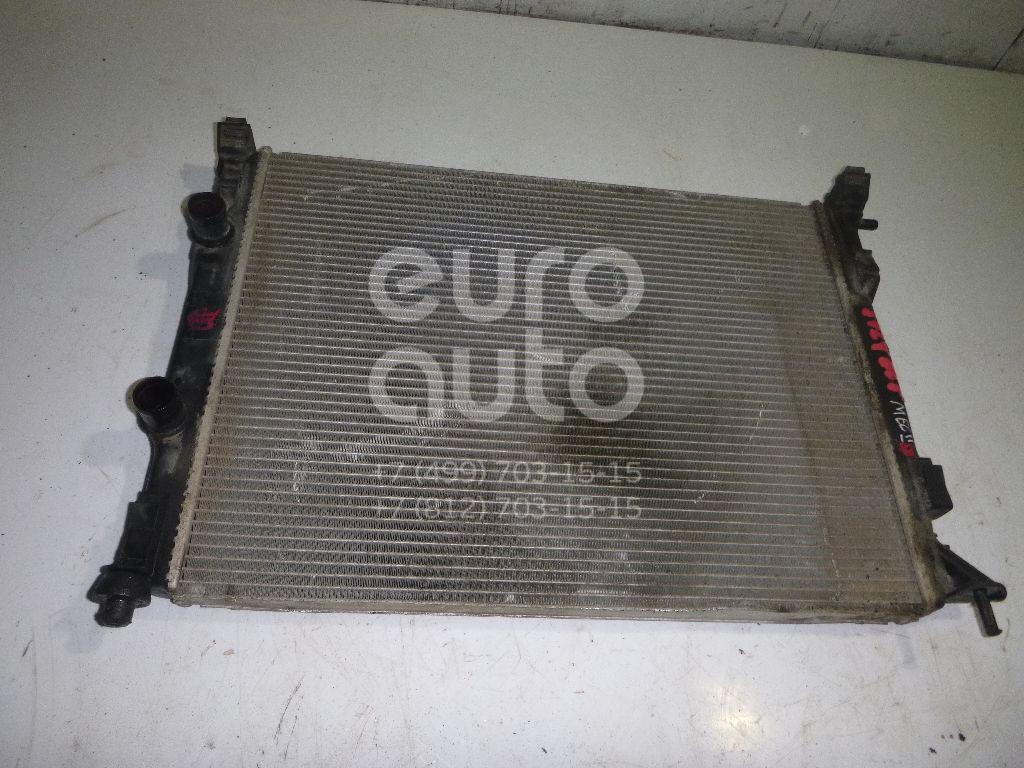 euro
auto
+7 (499) 703-15-15
+7 (812) 703-15-15